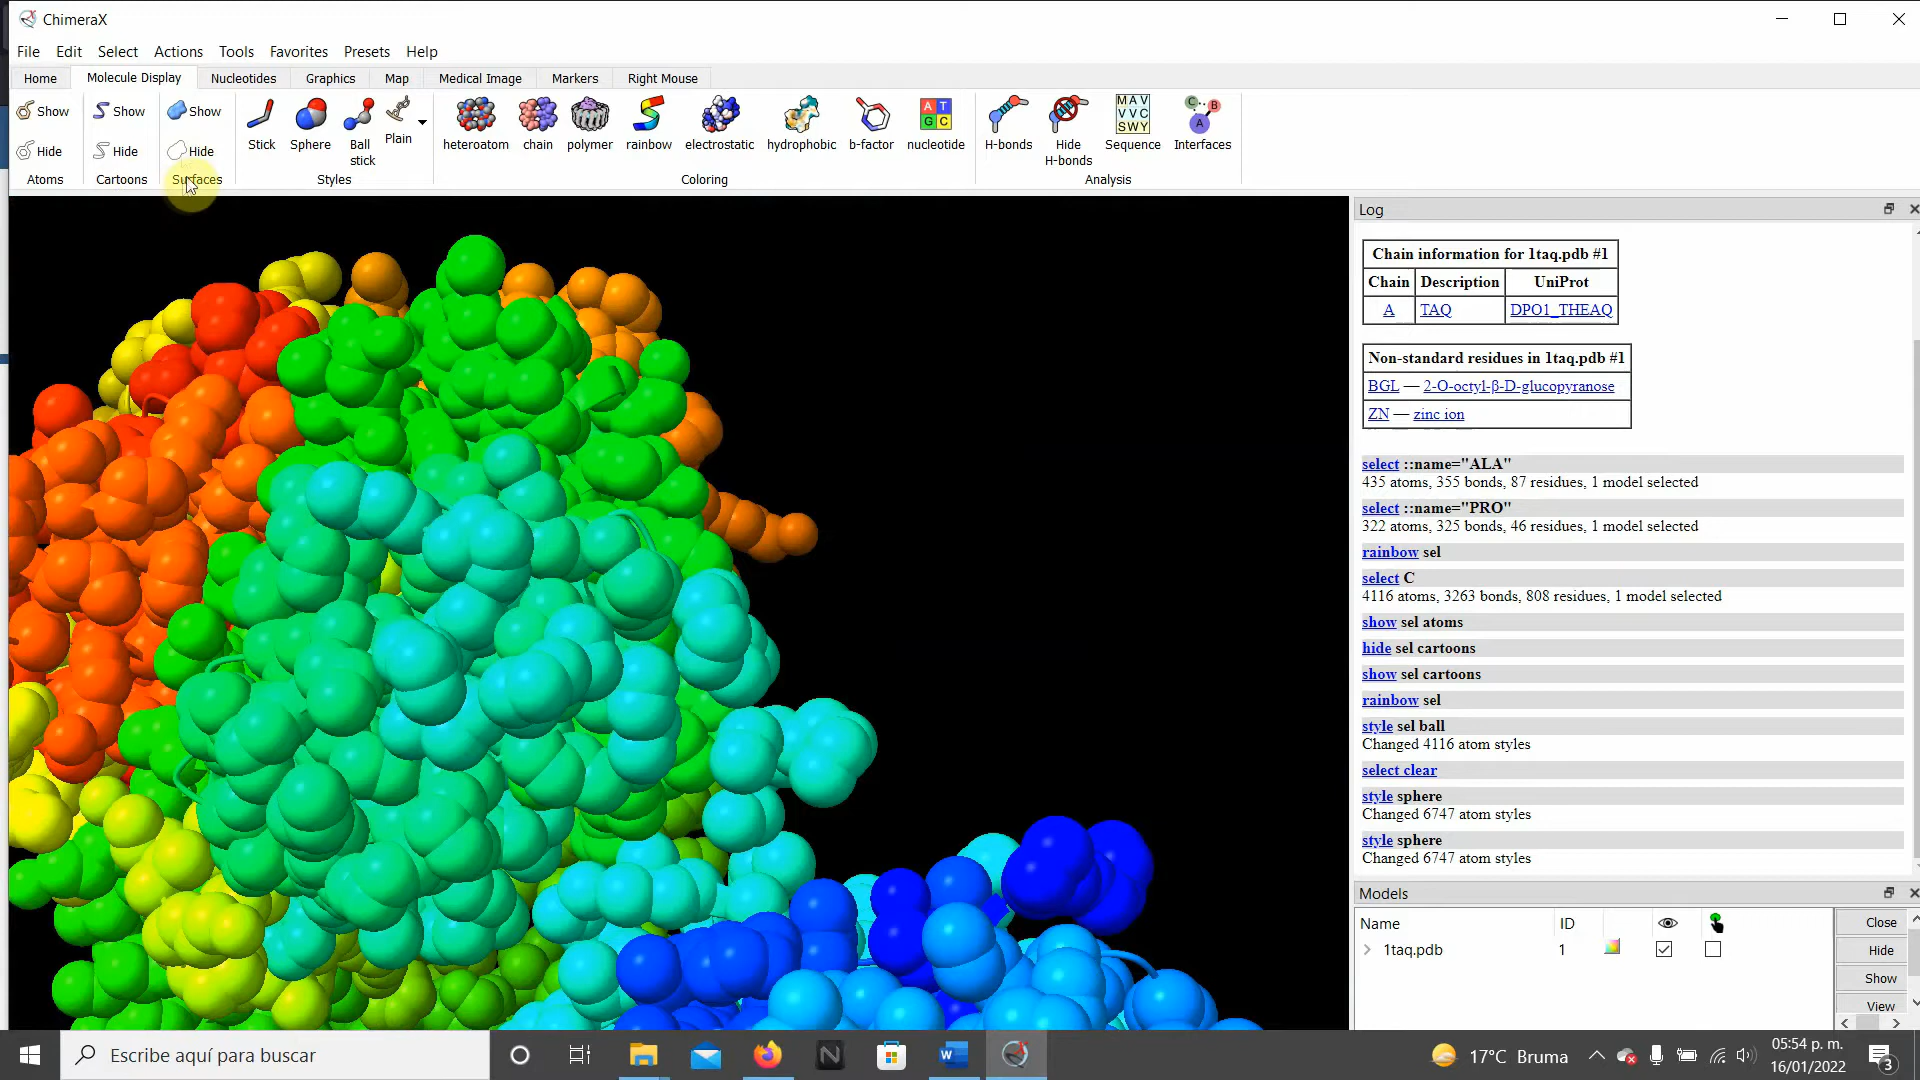 ChimeraX
File Edit Select Actions Tools Favorites Presets Help
Home Molecule Display Nucleotides Graphics Map Medical Image Markers Right Mouse
Show Show Show
Hide Hide Hide
Atoms Cartoons Surfaces
Stick Sphere Ball stick Plain
Styles
heteroatom chain polymer rainbow electrostatic hydrophobic b-factor nucleotide
A T
G C
Coloring
H-bonds Hide H-bonds Sequence Interfaces
MAV
VVC
SWY
C B
A
Analysis
Log
Chain information for 1taq.pdb #1
Chain Description UniProt
A TAQ DPO1_THEAQ
Non-standard residues in 1taq.pdb #1
BGL — 2-O-octyl-β-D-glucopyranose
ZN — zinc ion
select ::name="ALA"
435 atoms, 355 bonds, 87 residues, 1 model selected
select ::name="PRO"
322 atoms, 325 bonds, 46 residues, 1 model selected
rainbow sel
select C
4116 atoms, 3263 bonds, 808 residues, 1 model selected
show sel atoms
hide sel cartoons
show sel cartoons
rainbow sel
style sel ball
Changed 4116 atom styles
select clear
style sphere
Changed 6747 atom styles
style sphere
Changed 6747 atom styles
Models
Name ID
1taq.pdb 1
Close
Hide
Show
View
Escribe aquí para buscar
17°C Bruma
05:54 p. m.
16/01/2022
3